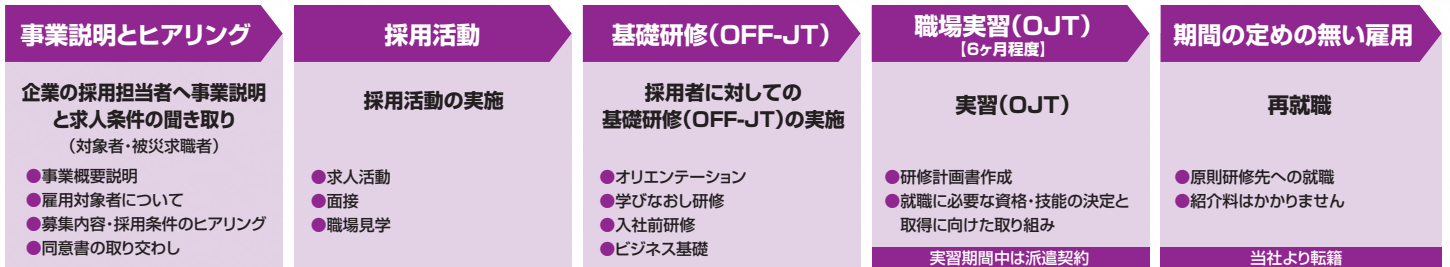 事業説明とヒアリング
企業の採用担当者へ事業説明
と求人条件の聞き取り
（対象者・被災求職者）
●事業概要説明
●雇用対象者について
●募集内容・採用条件のヒアリング
●同意書の取り交わし
採用活動
採用活動の実施
●求人活動
●面接
●職場見学
基礎研修（OFF-JT）
採用者に対しての
基礎研修（OFF-JT）の実施
●オリエンテーション
●学びなおし研修
●入社前研修
●ビジネス基礎
職場実習（OJT）
【6ヶ月程度】
実習（OJT）
●研修計画書作成
●就職に必要な資格・技能の決定と
取得に向けた取り組み
実習期間中は派遣契約
期間の定めの無い雇用
再就職
●原則研修先への就職
●紹介料はかかりません
当社より転籍